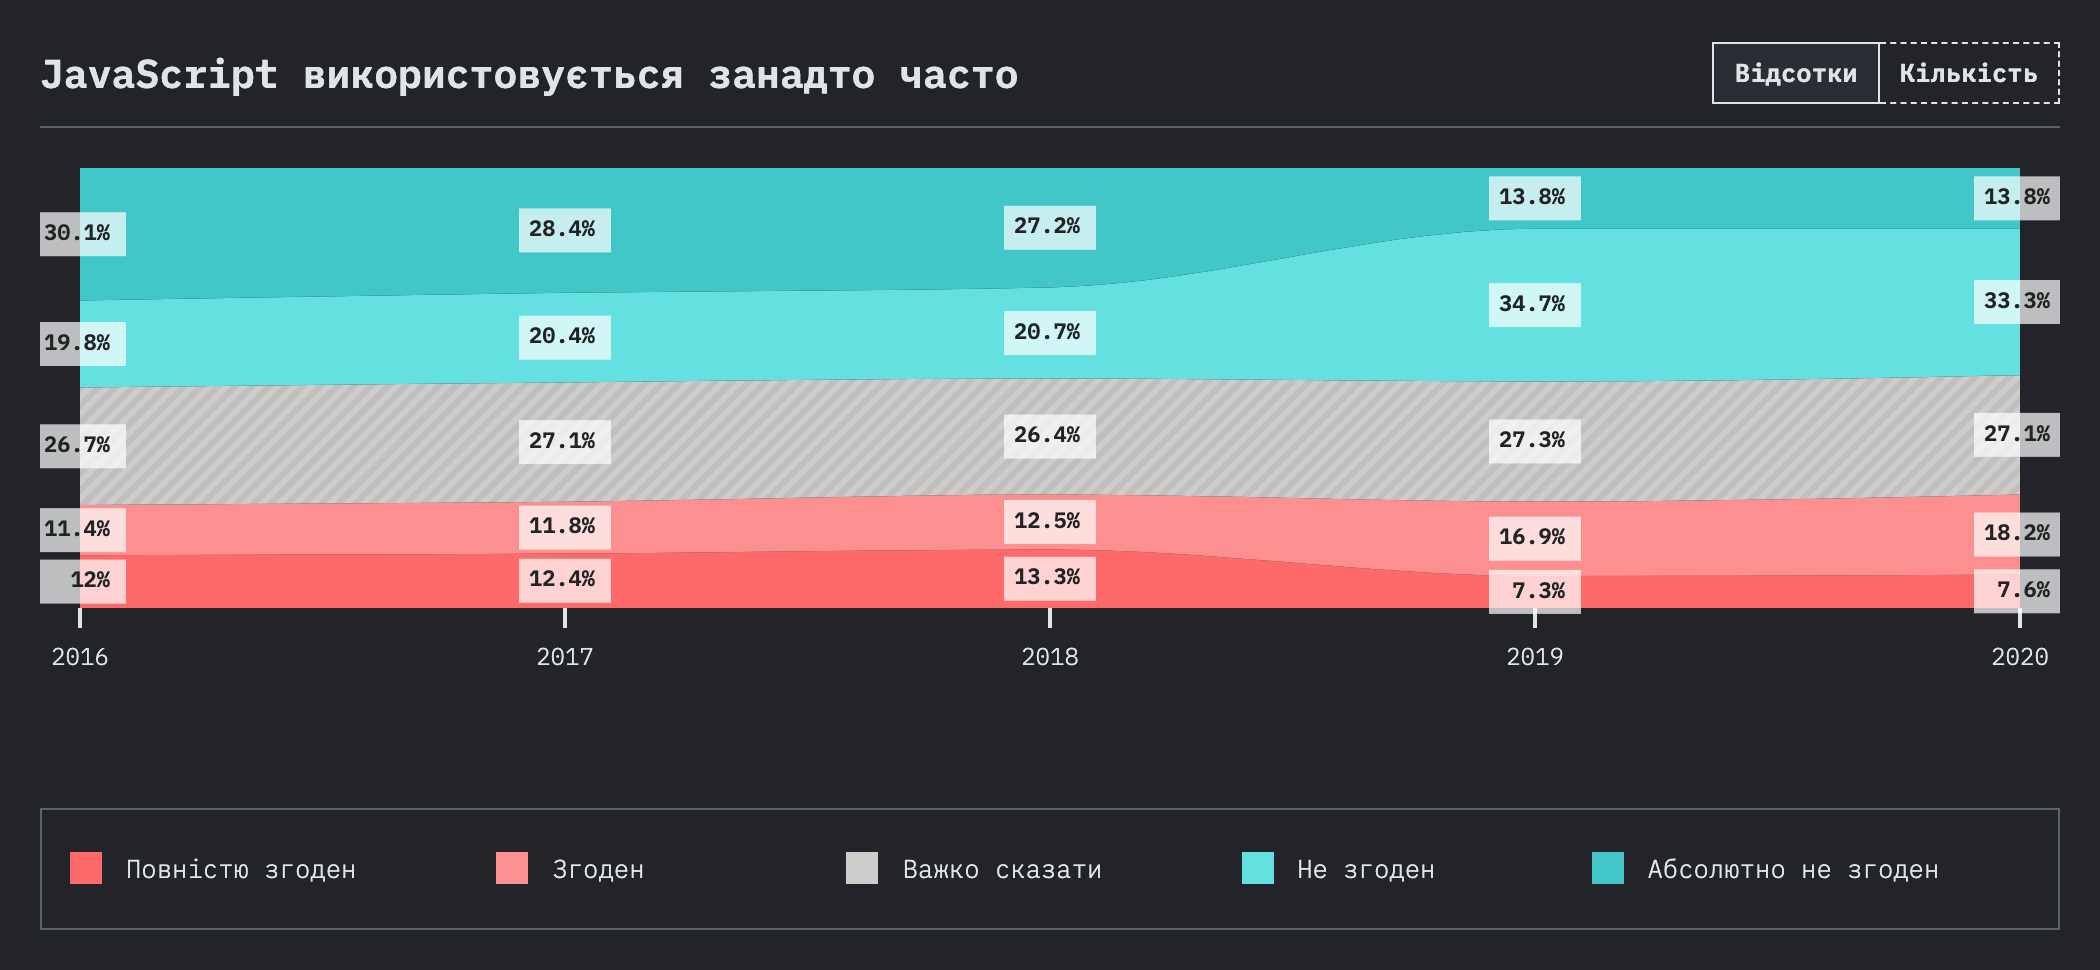 JavaScript використовується занадто часто
Відсотки Кількість
30.1% 28.4% 27.2% 13.8% 13.8%
19.8% 20.4% 20.7% 34.7% 33.3%
26.7% 27.1% 26.4% 27.3% 27.1%
11.4% 11.8% 12.5% 16.9% 18.2%
12% 12.4% 13.3% 7.3% 7.6%
2016 2017 2018 2019 2020
Повністю згоден Згоден Важко сказати Не згоден Абсолютно не згоден